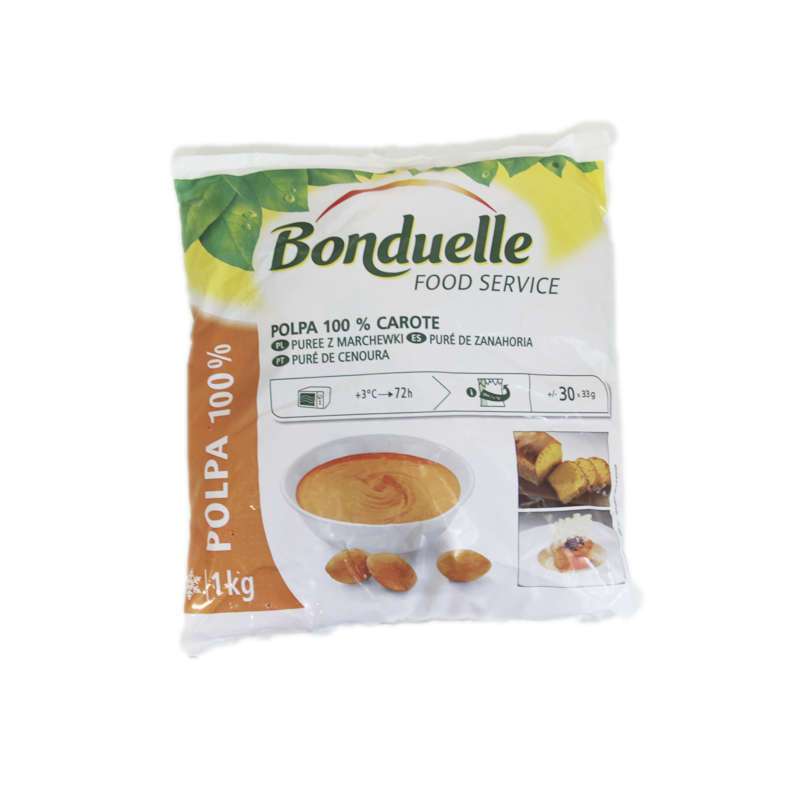 Bonduelle
FOOD SERVICE
POLPA 100 % CAROTE
PL PUREE Z MARCHEWKI ES PURÉ DE ZANAHORIA
PT PURÉ DE CENOURA
+3°C→72h
+/- 30 x 33g
POLPA 100%
1kg